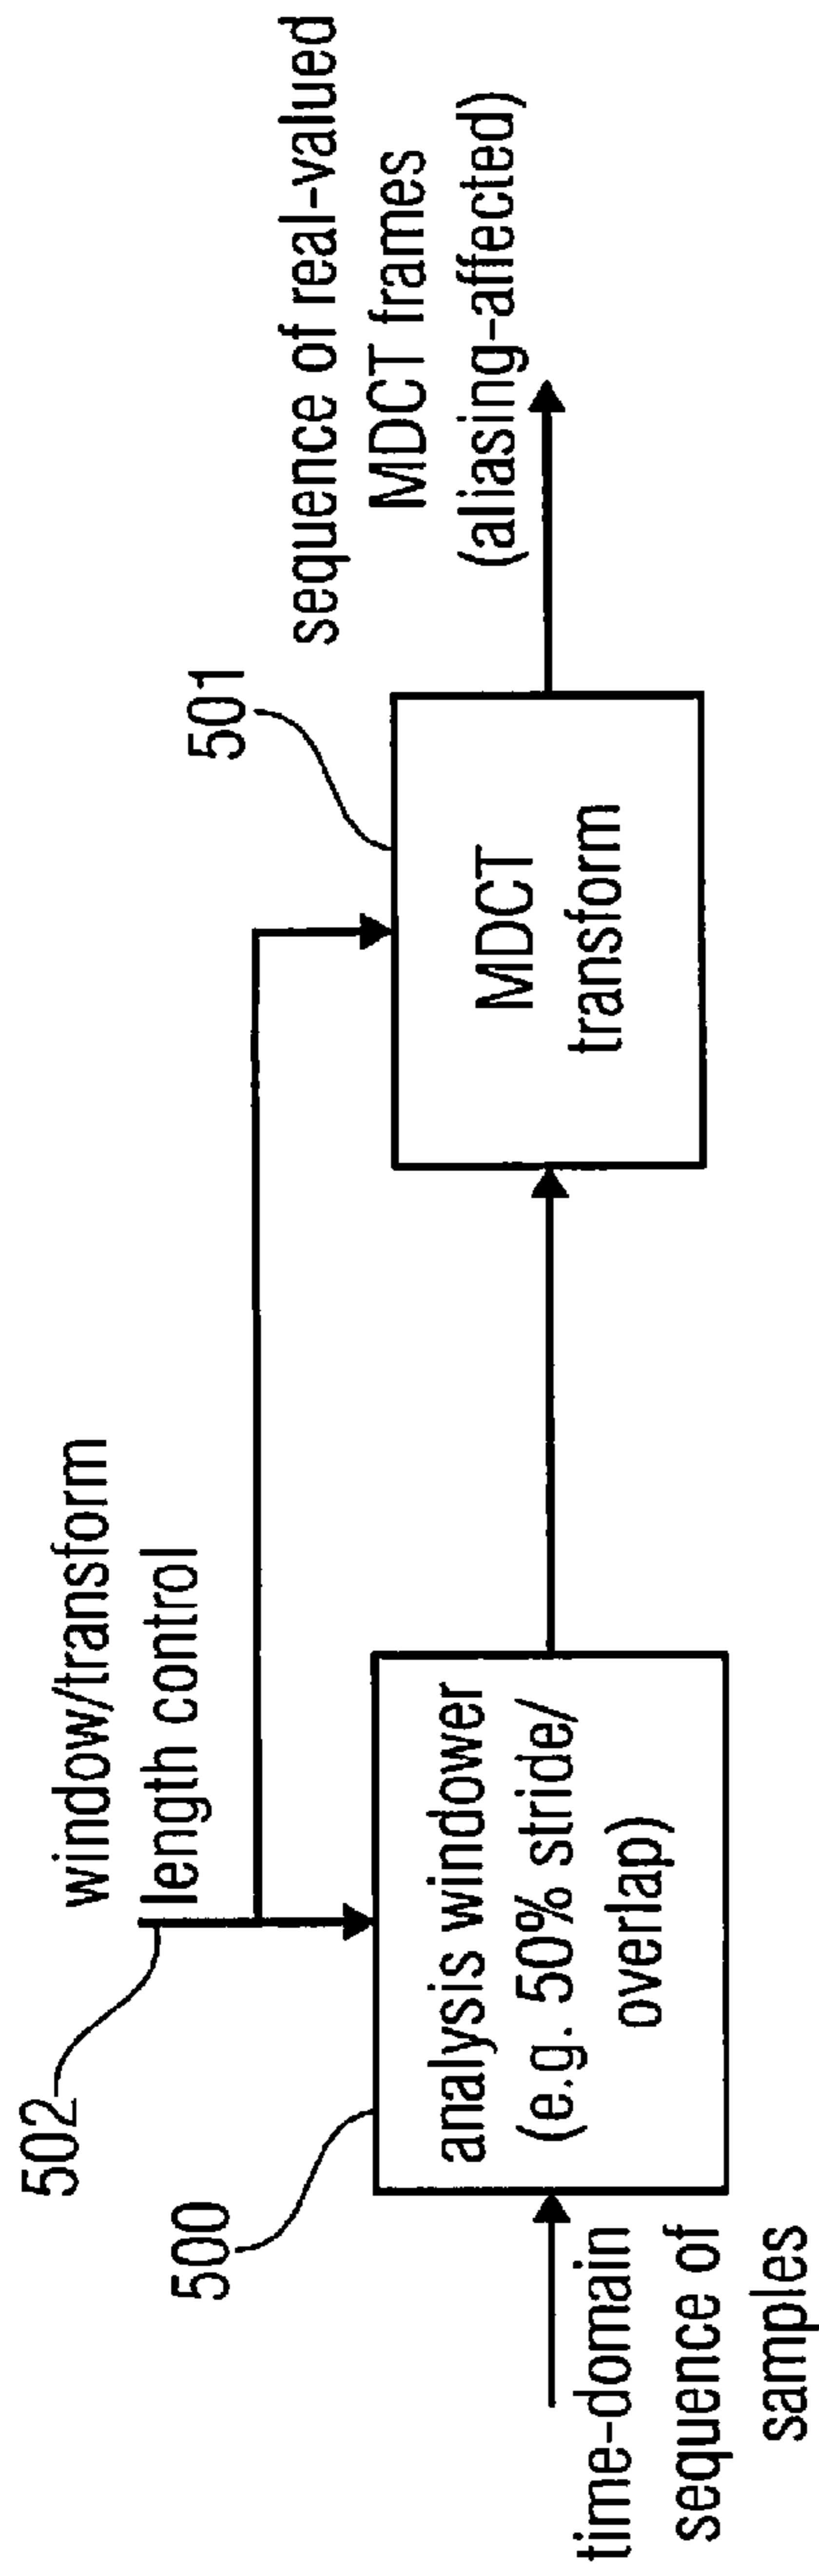 502
window/transform
length control
500
analysis windower
(e.g. 50% stride/
overlap)
time-domain
sequence of
samples
501
MDCT
transform
sequence of real-valued
MDCT frames
(aliasing-affected)